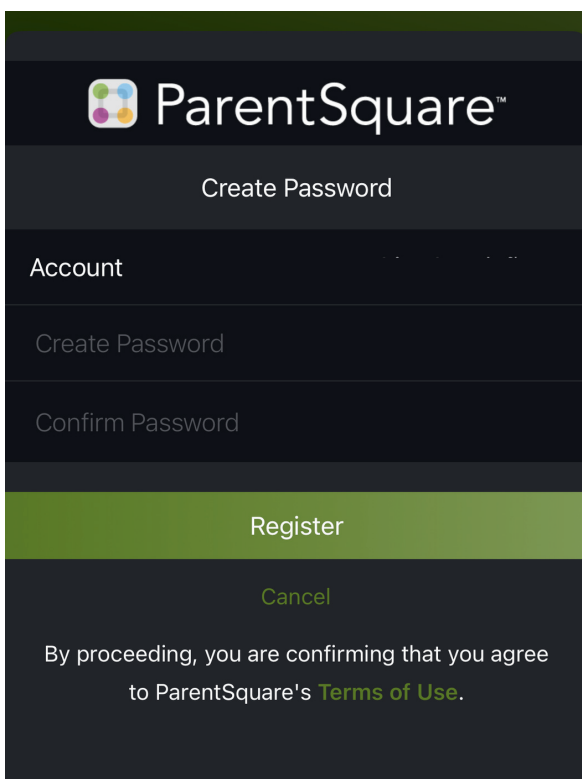 ParentSquare™
Create Password
Account
Create Password
Confirm Password
Register
Cancel
By proceeding, you are confirming that you agree
to ParentSquare's Terms of Use.